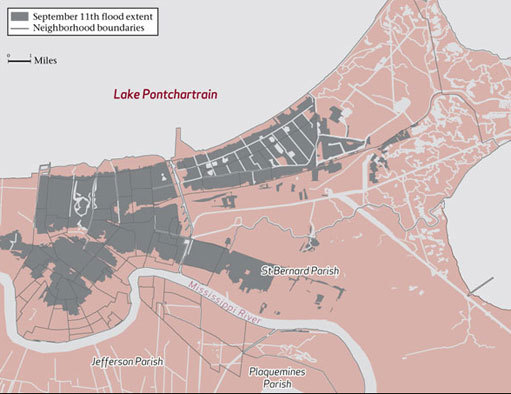 September 11th flood extent
Neighborhood boundaries
0 1 Miles
Lake Pontchartrain
St Bernard Parish
Mississippi River
Jefferson Parish
Plaquemines
Parish